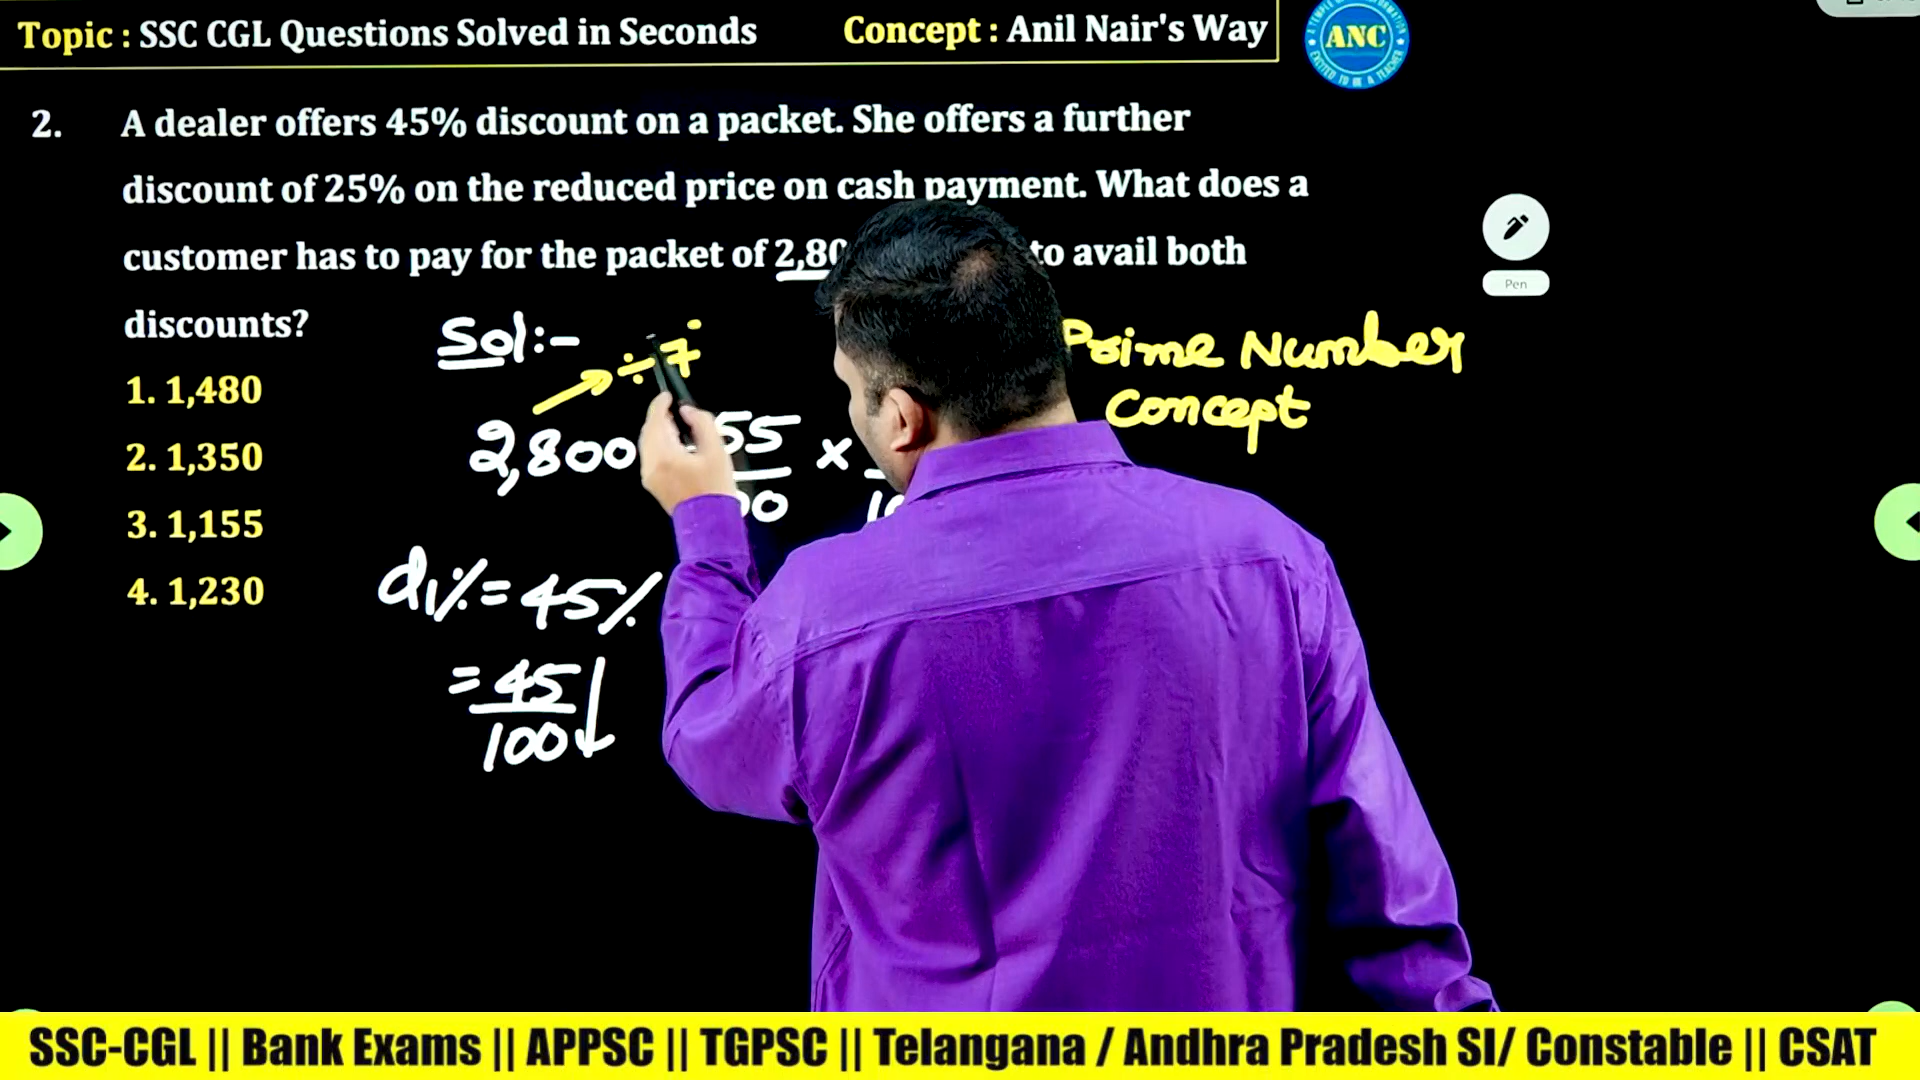 Topic : SSC CGL Questions Solved in Seconds
Concept : Anil Nair's Way
ANC
2. A dealer offers 45% discount on a packet. She offers a further
discount of 25% on the reduced price on cash payment. What does a
customer has to pay for the packet of 2,80 to avail both
discounts?
1. 1,480
2. 1,350
3. 1,155
4. 1,230
Pen
Sol:-
÷7
Prime Number
Concept
2,800 55 ×
d1% = 45%
= 45
100↓
SSC-CGL || Bank Exams || APPSC || TGPSC || Telangana / Andhra Pradesh SI/ Constable || CSAT